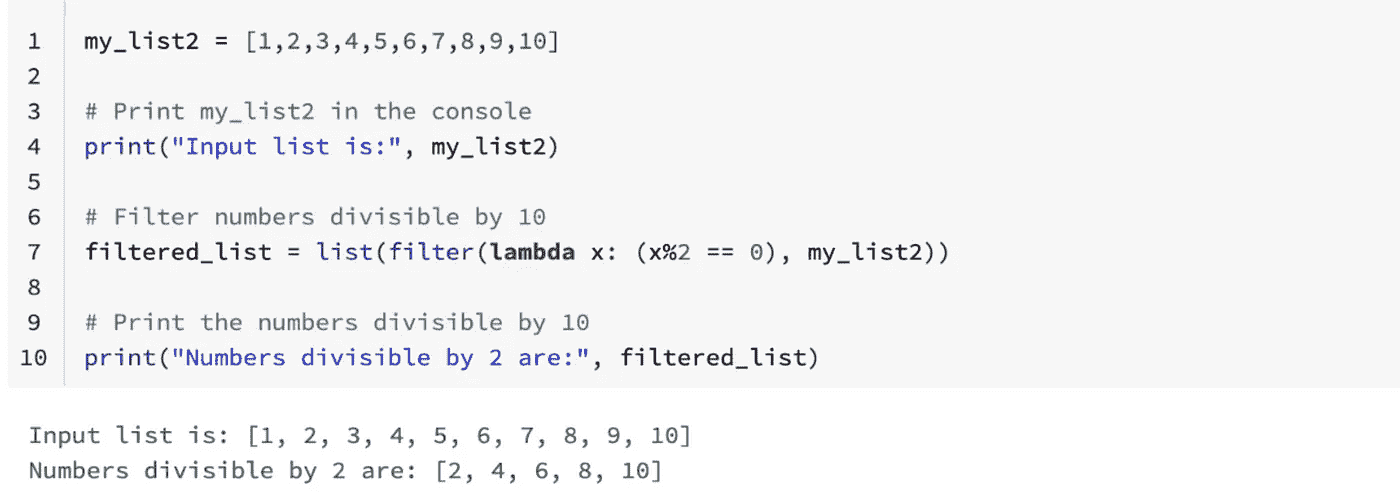 1 my_list2 = [1,2,3,4,5,6,7,8,9,10]
2
3 # Print my_list2 in the console
4 print("Input list is:", my_list2)
5
6 # Filter numbers divisible by 10
7 filtered_list = list(filter(lambda x: (x%2 == 0), my_list2))
8
9 # Print the numbers divisible by 10
10 print("Numbers divisible by 2 are:", filtered_list)
Input list is: [1, 2, 3, 4, 5, 6, 7, 8, 9, 10]
Numbers divisible by 2 are: [2, 4, 6, 8, 10]